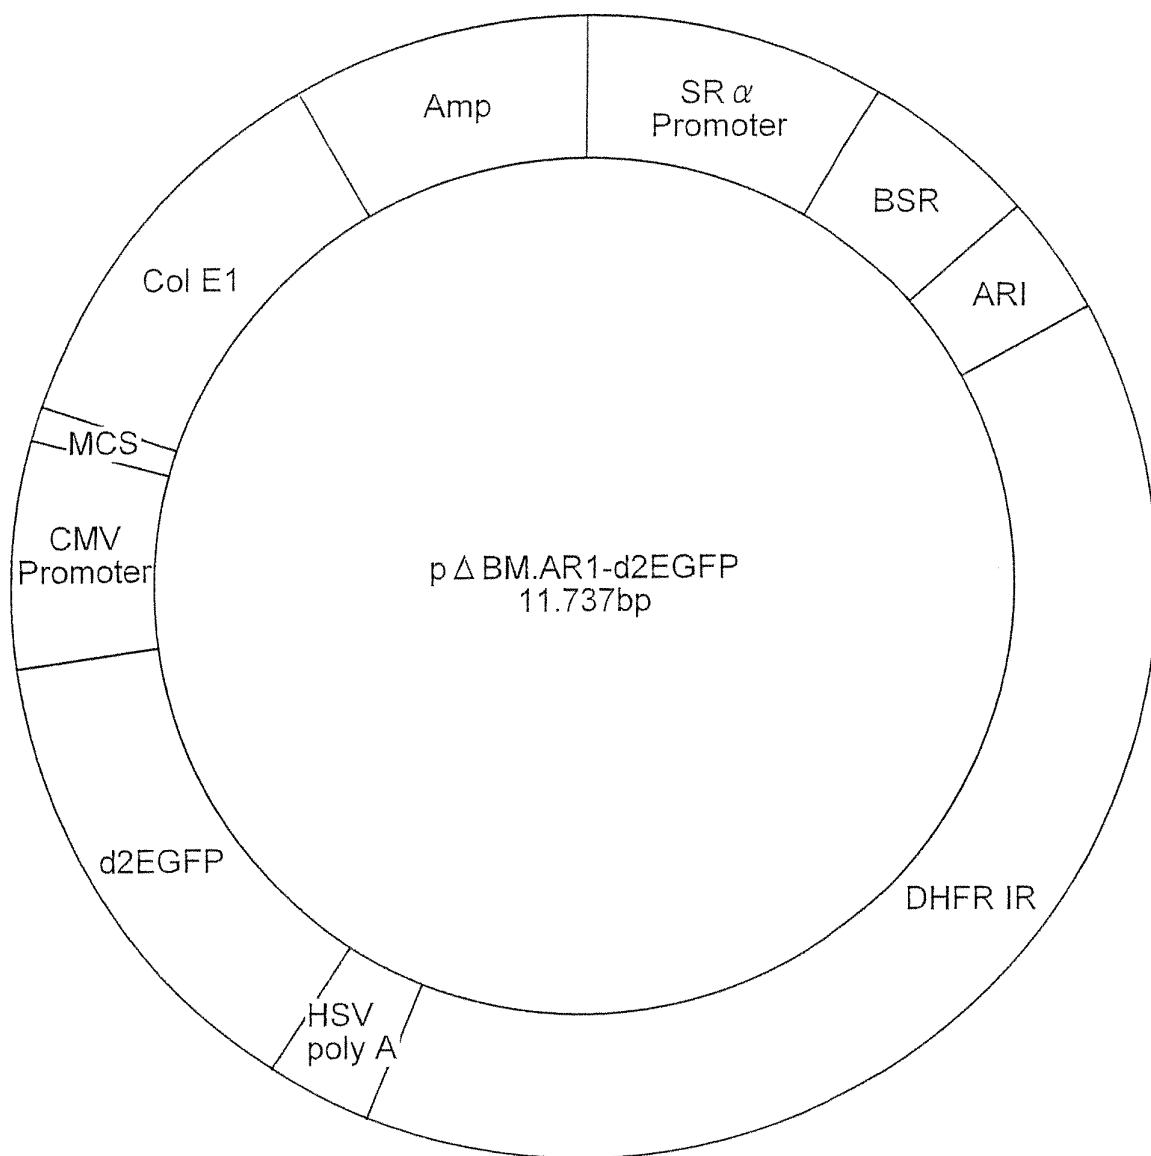 Amp
SR α
Promoter
BSR
ARI
Col E1
MCS
CMV
Promoter
p Δ BM.AR1-d2EGFP
11.737bp
d2EGFP
DHFR IR
HSV
poly A